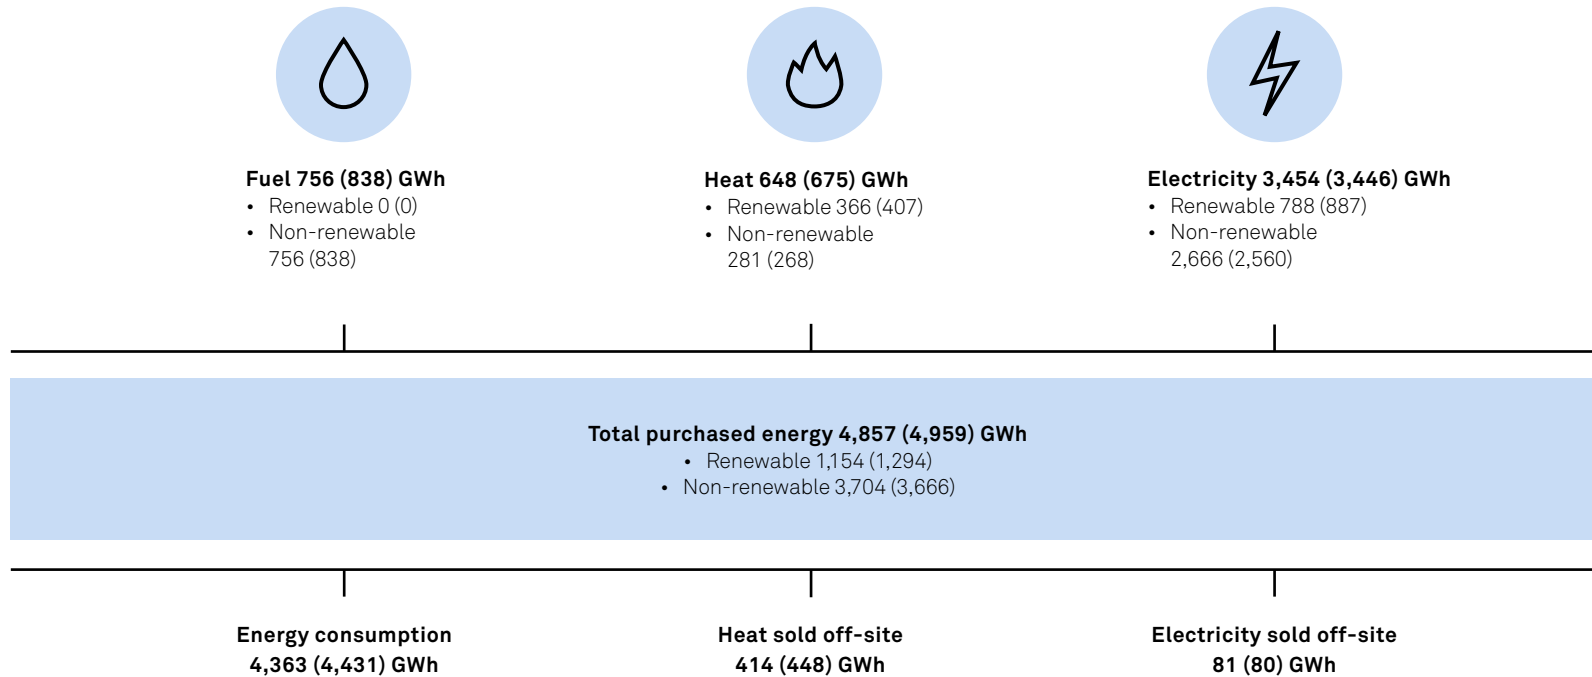 Fuel 756 (838) GWh
• Renewable 0 (0)
• Non-renewable
756 (838)
Heat 648 (675) GWh
• Renewable 366 (407)
• Non-renewable
281 (268)
Electricity 3,454 (3,446) GWh
• Renewable 788 (887)
• Non-renewable
2,666 (2,560)
Total purchased energy 4,857 (4,959) GWh
• Renewable 1,154 (1,294)
• Non-renewable 3,704 (3,666)
Energy consumption
4,363 (4,431) GWh
Heat sold off-site
414 (448) GWh
Electricity sold off-site
81 (80) GWh